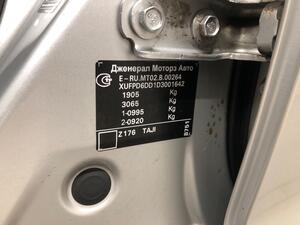 Дженерал Моторз Авто
E-RU.MT02.B.00264
XUFPD6DD1D3001642
1905 Kg
3065 Kg
1-0995 Kg
2-0920 Kg
Z176 TAJI
8751